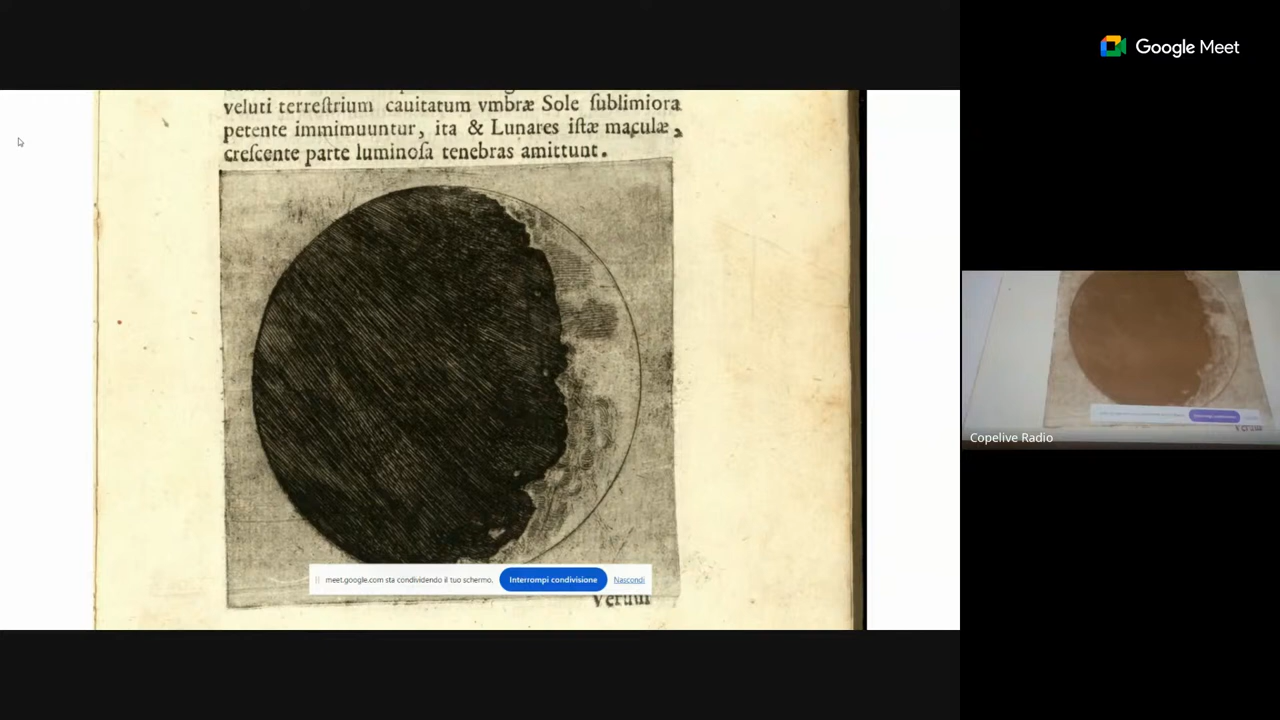 Google Meet
veluti terreſtrium cauitatum vmbræ Sole ſublimiora
petente immimuuntur, ita & Lunares iſtæ maculæ,
creſcente parte luminoſa tenebras amittunt.
meet.google.com sta condividendo il tuo schermo.
Interrompi condivisione
Nascondi
Copelive Radio